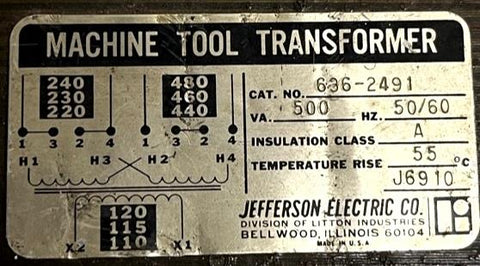 MACHINE TOOL TRANSFORMER
240 480
230 460
220 440
1 3 2 4 1 3 2 4
H1 H3 H2 H4
120
115
110
X2 X1
CAT. NO. 636-2491
VA. 500 HZ. 50/60
INSULATION CLASS A
TEMPERATURE RISE 55 °C
J6910
JEFFERSON ELECTRIC CO.
DIVISION OF LITTON INDUSTRIES
BELLWOOD, ILLINOIS 60104
MADE IN U.S.A